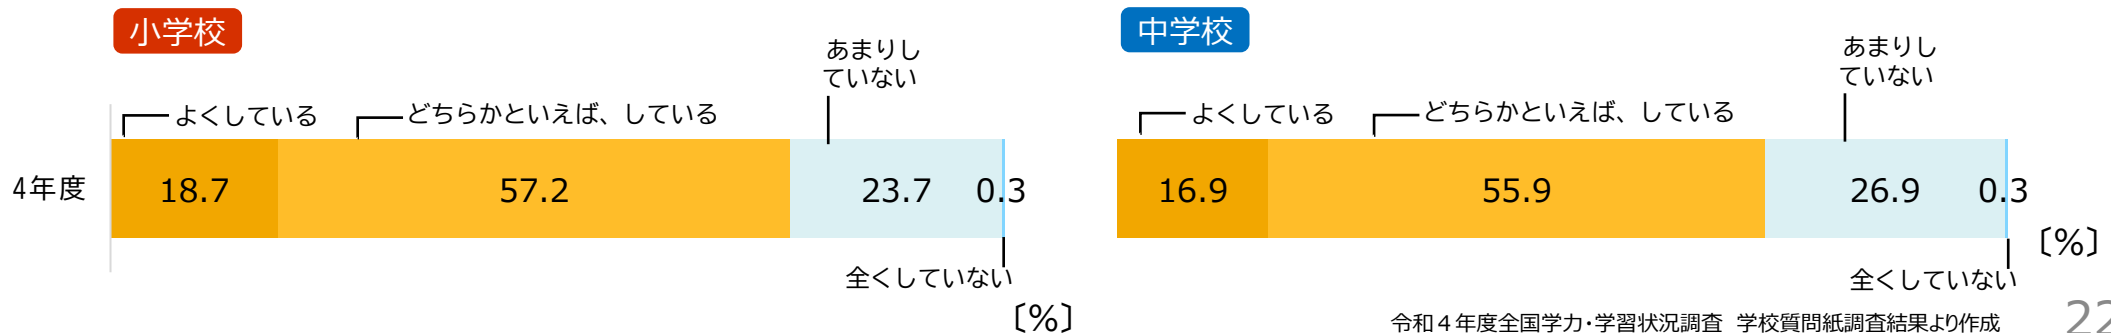 小学校
あまりし
ていない
よくしている
どちらかといえば、している
4年度
18.7
57.2
23.7
0.3
全くしていない
〔%〕
中学校
あまりし
ていない
よくしている
どちらかといえば、している
16.9
55.9
26.9
0.3
〔%〕
全くしていない
令和4年度全国学力・学習状況調査 学校質問紙調査結果より作成
22